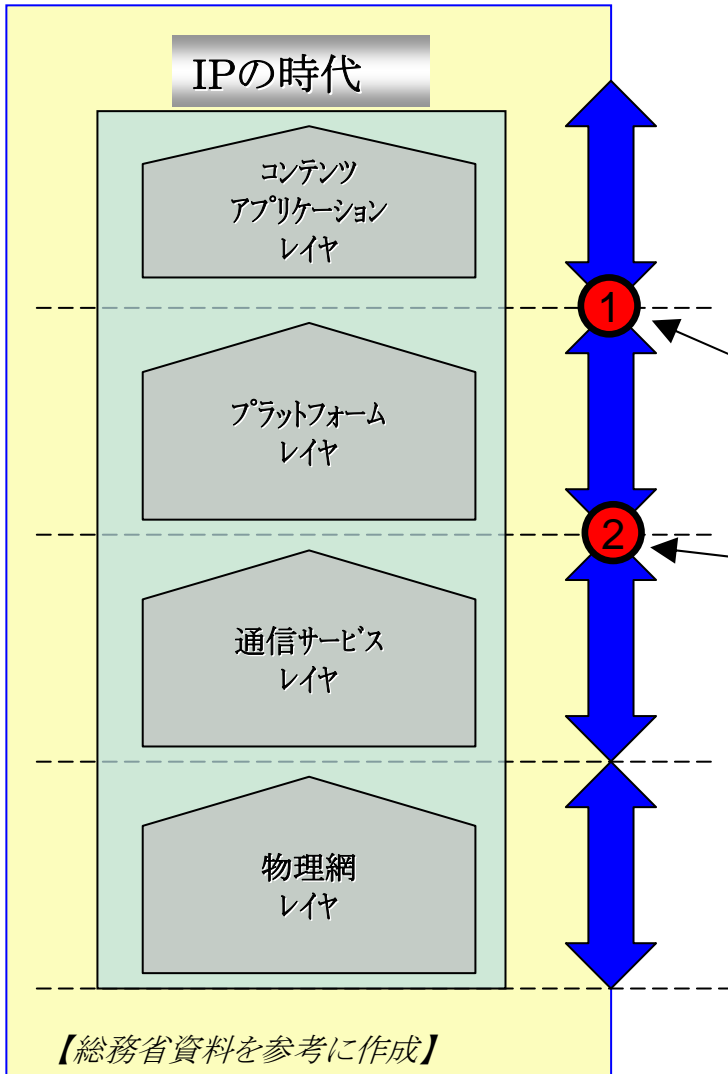 IPの時代
コンテンツ
アプリケーション
レイヤ
1
プラットフォーム
レイヤ
2
通信サービス
レイヤ
物理網
レイヤ
【総務省資料を参考に作成】